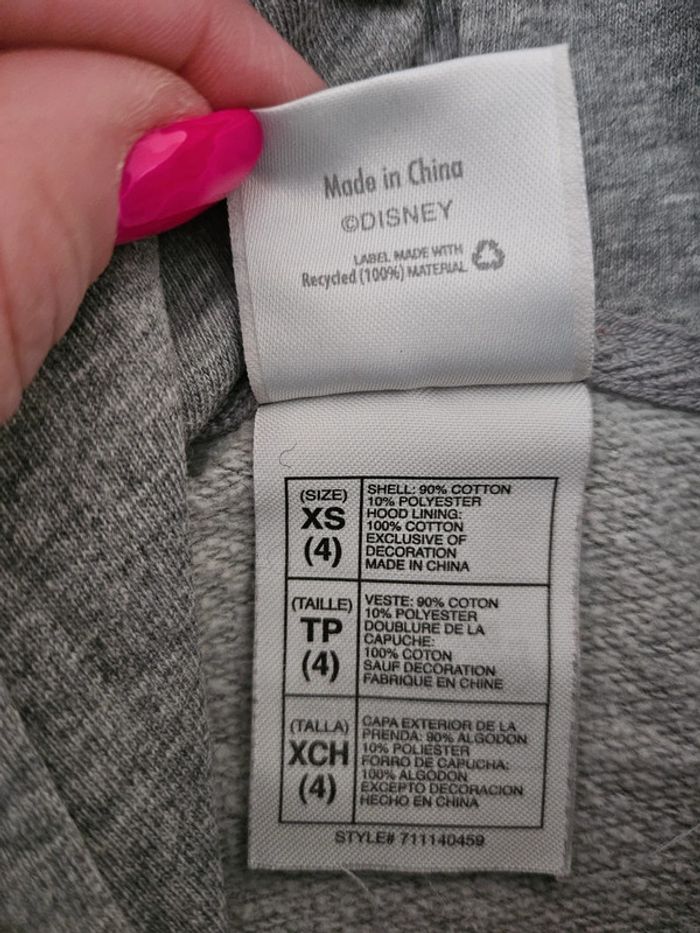 Made in China
©DISNEY
LABEL MADE WITH
Recycled (100%) MATERIAL
(SIZE)
XS
(4)
SHELL: 90% COTTON
10% POLYESTER
HOOD LINING:
100% COTTON
EXCLUSIVE OF
DECORATION
MADE IN CHINA
(TAILLE)
TP
(4)
VESTE: 90% COTON
10% POLYESTER
DOUBLURE DE LA
CAPUCHE:
100% COTON
SAUF DECORATION
FABRIQUE EN CHINE
(TALLA)
XCH
(4)
CAPA EXTERIOR DE LA
PRENDA: 90% ALGODON
10% POLIESTER
FORRO DE CAPUCHA:
100% ALGODON
EXCEPTO DECORACION
HECHO EN CHINA
STYLE# 711140459